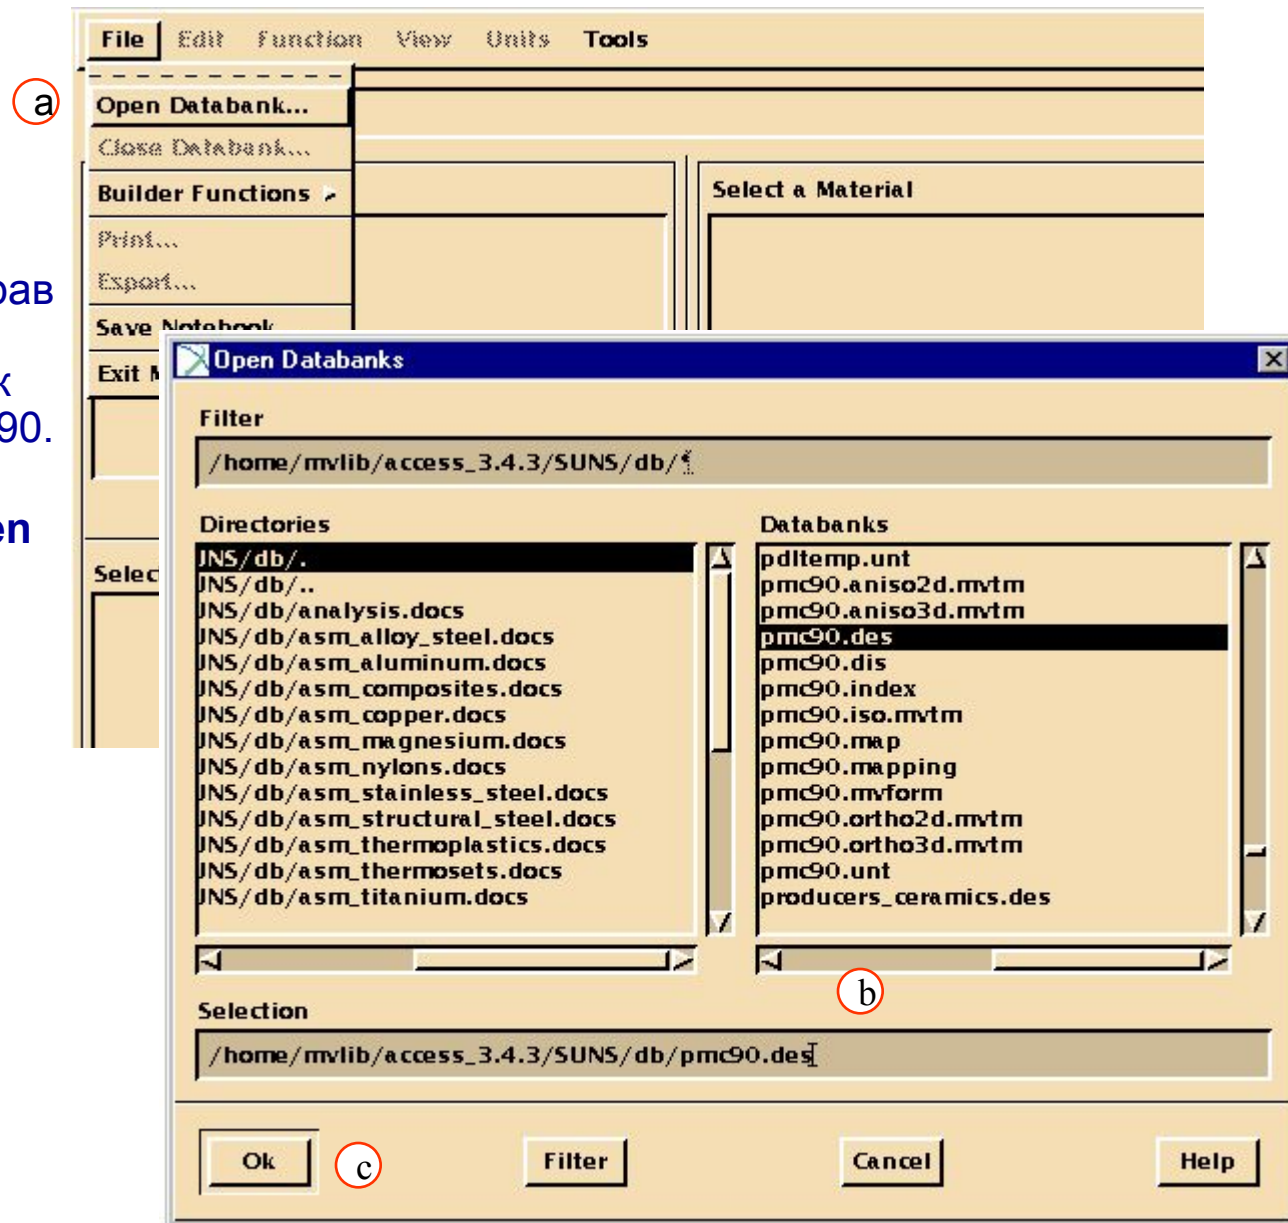 File Edit Function View Units Tools
a
Open Databank...
Close Databank...
Builder Functions
Select a Material
Print...
Export...
рав
Save Notebook
Exit
к
90.
en
Selec
Open Databanks
Filter
/home/mvlib/access_3.4.3/SUNS/db/
Directories
JNS/db/.
JNS/db/..
JNS/db/analysis.docs
JNS/db/asm_alloy_steel.docs
JNS/db/asm_aluminum.docs
JNS/db/asm_composites.docs
JNS/db/asm_copper.docs
JNS/db/asm_magnesium.docs
JNS/db/asm_nylons.docs
JNS/db/asm_stainless_steel.docs
JNS/db/asm_structural_steel.docs
JNS/db/asm_thermoplastics.docs
JNS/db/asm_thermosets.docs
JNS/db/asm_titanium.docs
Databanks
pdltemp.unt
pmc90.aniso2d.mvtm
pmc90.aniso3d.mvtm
pmc90.des
pmc90.dis
pmc90.index
pmc90.iso.mvtm
pmc90.map
pmc90.mapping
pmc90.mvform
pmc90.ortho2d.mvtm
pmc90.ortho3d.mvtm
pmc90.unt
producers_ceramics.des
b
Selection
/home/mvlib/access_3.4.3/SUNS/db/pmc90.des
Ok
c
Filter
Cancel
Help